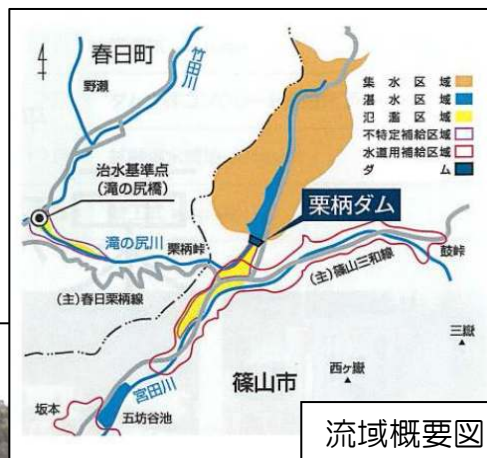 春日町
竹田川
野瀬
集水区域
湛水区域
氾濫区域
不特定補給区域
水道用補給区域
ダム
治水基準点
(滝の尻橋)
栗柄ダム
滝の尻川
栗柄峠
(主)春日栗柄線
(主)篠山三和線
鼓峠
三嶽
西ヶ嶽
篠山市
宮田川
坂本
五坊谷池
流域概要図